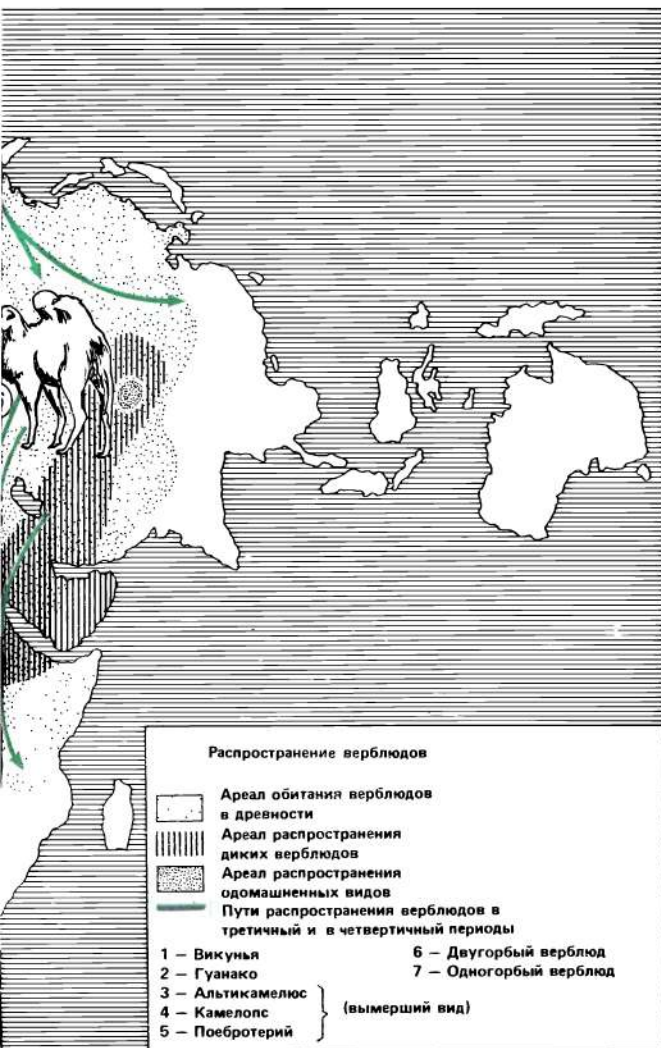 Распространение верблюдов
Ареал обитания верблюдов
в древности
Ареал распространения
диких верблюдов
Ареал распространения
одомашненных видов
Пути распространения верблюдов в
третичный и в четвертичный периоды
1 — Викунья
2 — Гуанако
3 — Альтикамелюс
4 — Камелопс
5 — Поебротерий
(вымерший вид)
6 — Двугорбый верблюд
7 — Одногорбый верблюд